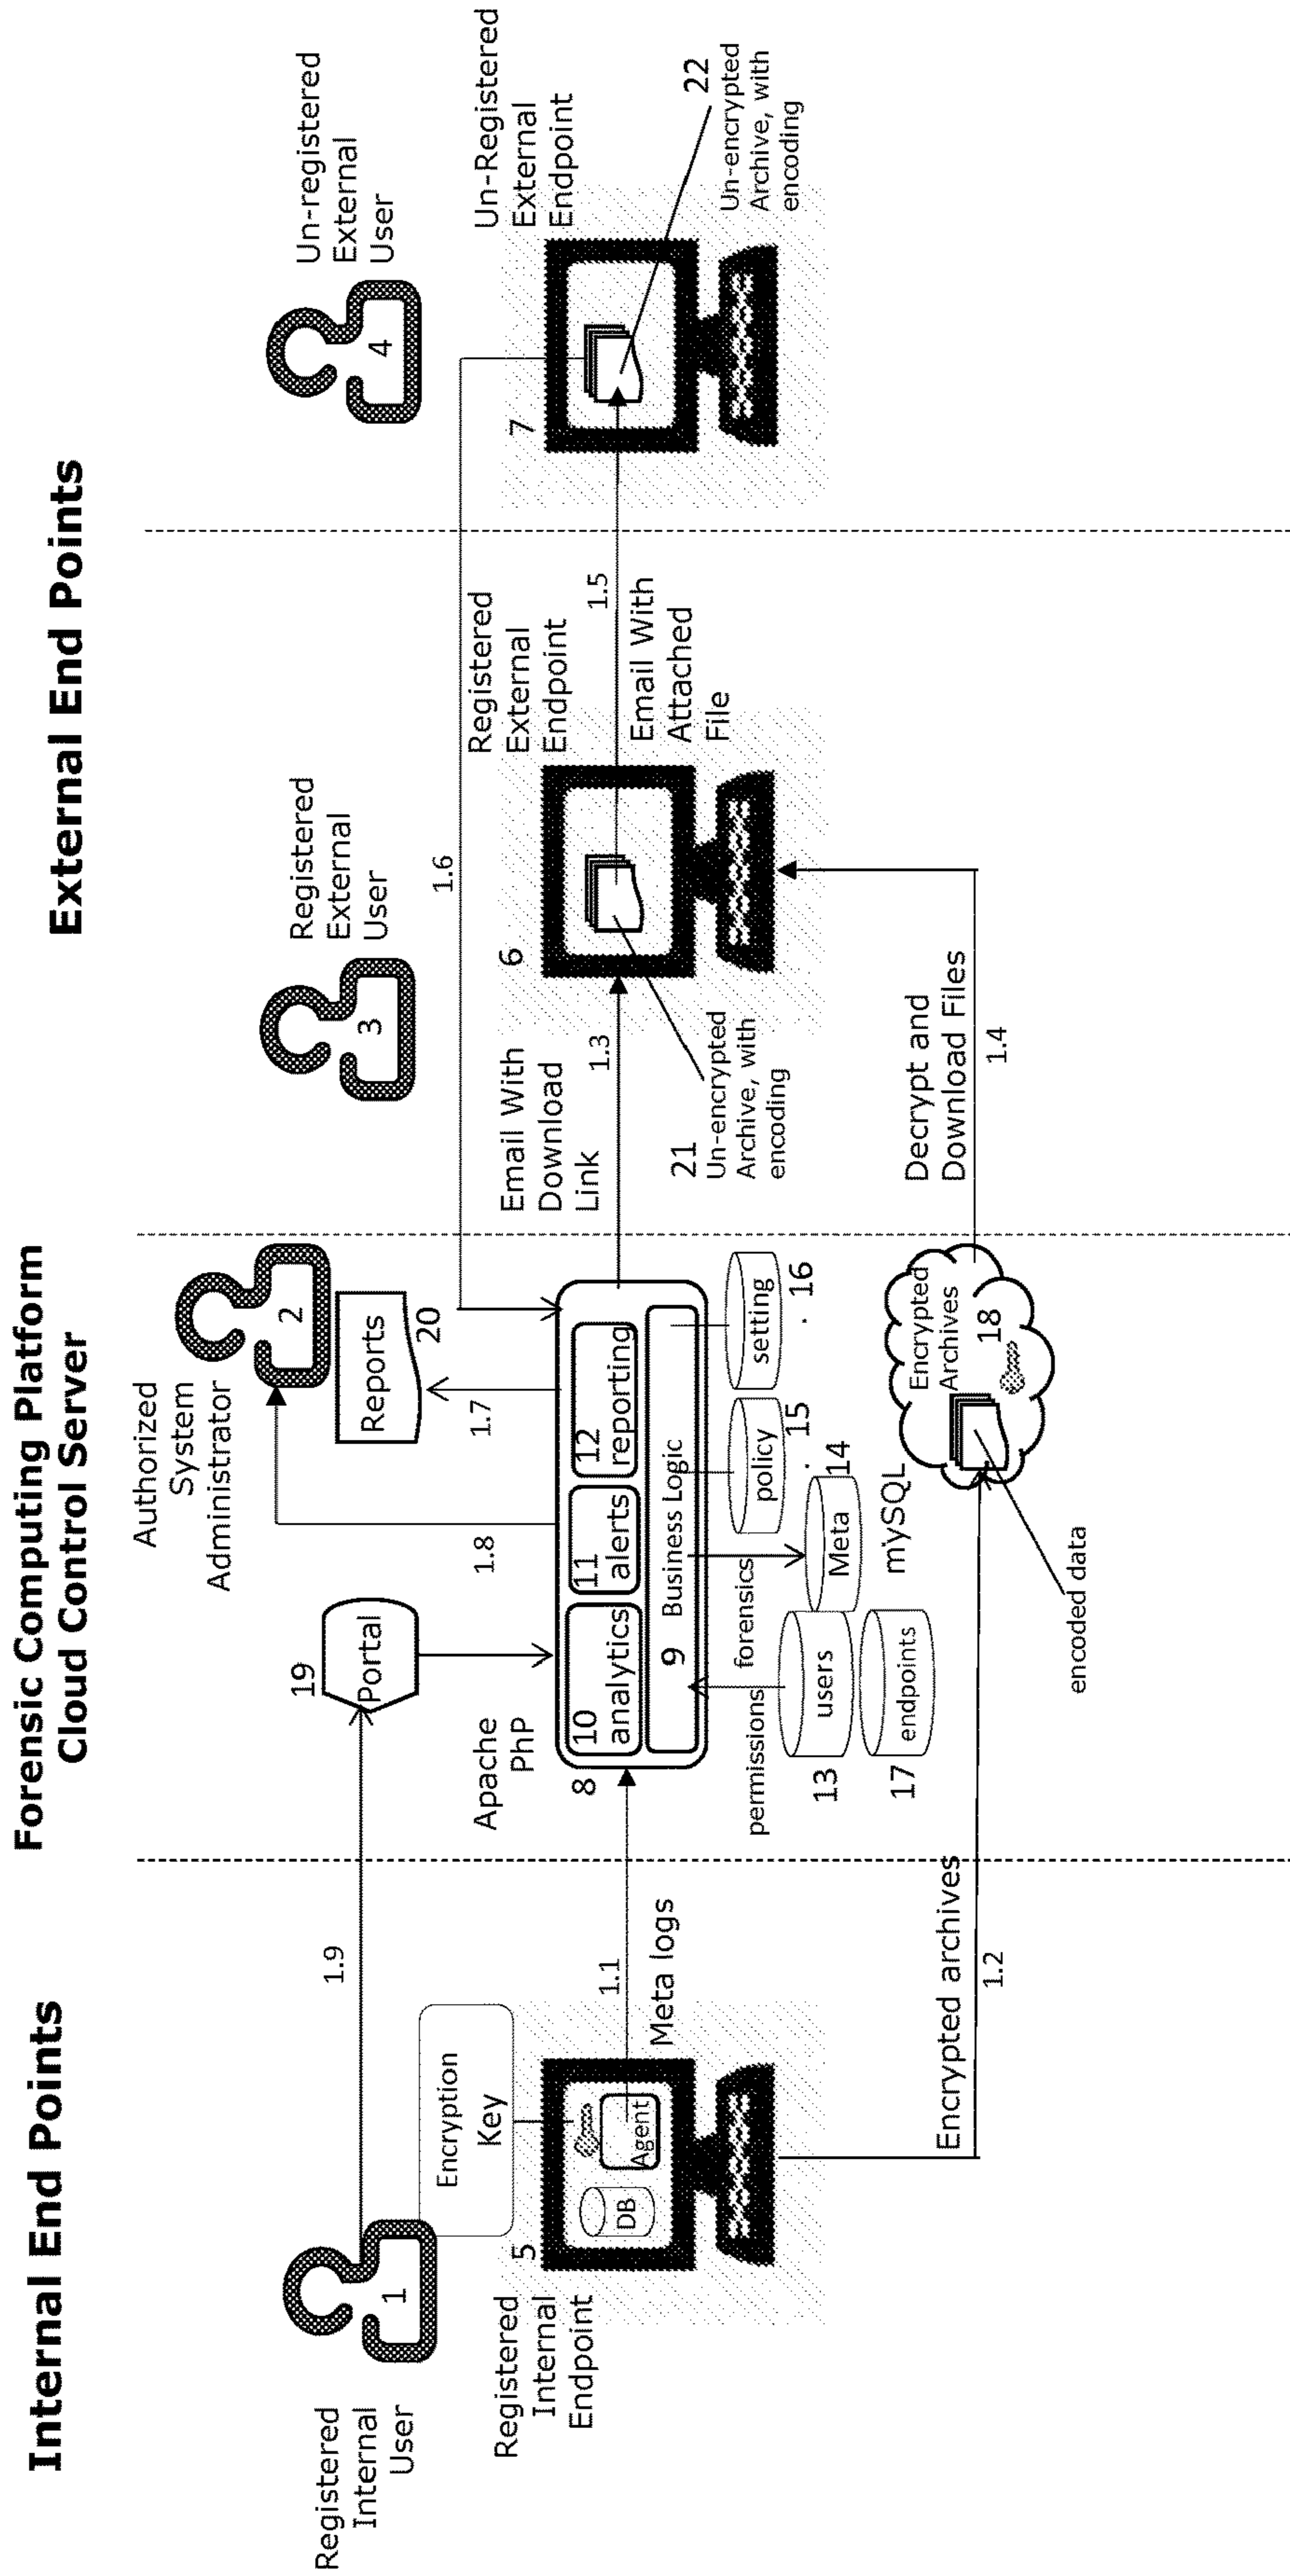 Internal End Points
Forensic Computing Platform
Cloud Control Server
External End Points
Registered
Internal
User
1
1.9
19
Portal
Authorized
System
Administrator
2
Reports
20
1.7
1.8
Registered
External
User
3
Un-registered
External
User
4
Encryption
Key
Registered
Internal
Endpoint
5
DB
Agent
1.1
Meta logs
Apache
PhP
8
10
analytics
11
alerts
12
reporting
9
Business Logic
permissions
forensics
13
users
17
endpoints
Meta
14
mySQL
policy
15
setting
16
Email With
Download
Link
1.3
1.6
6
Registered
External
Endpoint
21
Un-encrypted
Archive, with
encoding
1.5
Email With
Attached
File
7
Un-Registered
External
Endpoint
22
Un-encrypted
Archive, with
encoding
Encrypted archives
1.2
Encrypted
Archives
18
encoded data
Decrypt and
Download Files
1.4